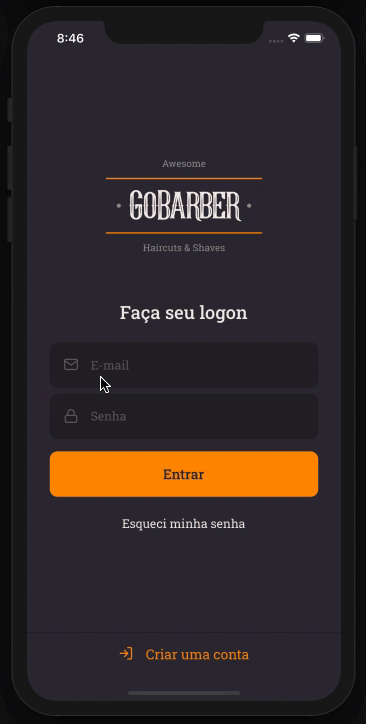 8:46
Awesome
GOBARBER
Haircuts & Shaves
Faça seu logon
E-mail
Senha
Entrar
Esqueci minha senha
Criar uma conta